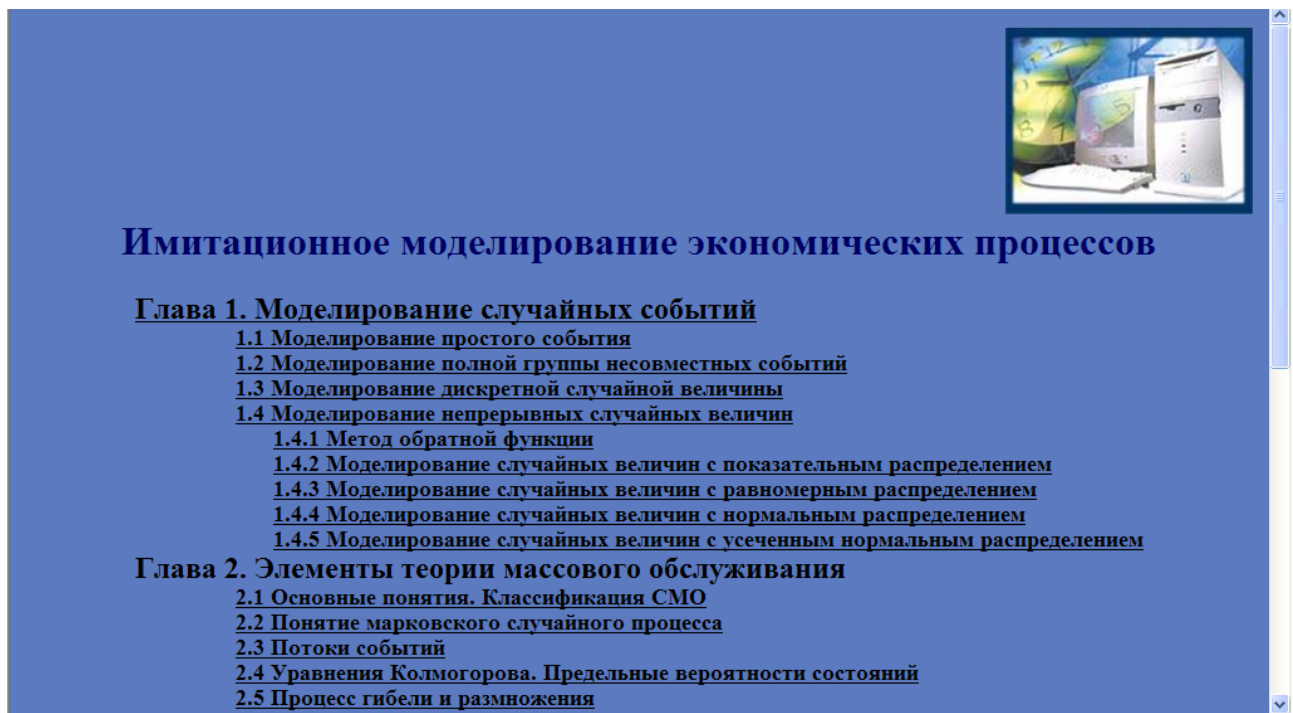 Имитационное моделирование экономических процессов
Глава 1. Моделирование случайных событий
1.1 Моделирование простого события
1.2 Моделирование полной группы несовместных событий
1.3 Моделирование дискретной случайной величины
1.4 Моделирование непрерывных случайных величин
1.4.1 Метод обратной функции
1.4.2 Моделирование случайных величин с показательным распределением
1.4.3 Моделирование случайных величин с равномерным распределением
1.4.4 Моделирование случайных величин с нормальным распределением
1.4.5 Моделирование случайных величин с усеченным нормальным распределением
Глава 2. Элементы теории массового обслуживания
2.1 Основные понятия. Классификация СМО
2.2 Понятие марковского случайного процесса
2.3 Потоки событий
2.4 Уравнения Колмогорова. Предельные вероятности состояний
2.5 Процесс гибели и размножения